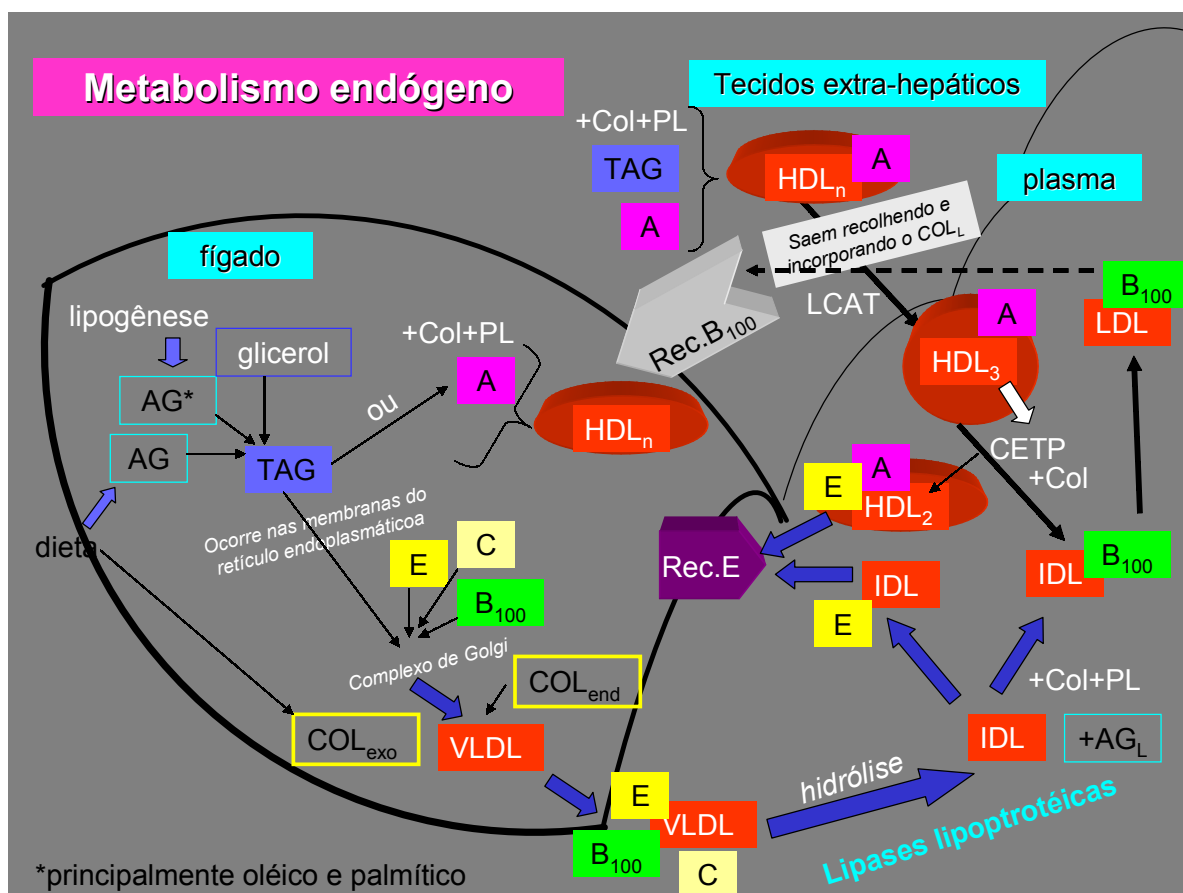 Metabolismo endógeno
Tecidos extra-hepáticos
+Col+PL
TAG
A
HDLn
A
plasma
Saem recolhendo e
incorporando o COLL
fígado
lipogênese
glicerol
AG*
AG
TAG
dieta
ou
+Col+PL
A
HDLn
Rec.B100
LCAT
A
HDL3
B100
LDL
CETP
+Col
Ocorre nas membranas do
retículo endoplasmáticoa
E
C
B100
Complexo de Golgi
COLend
COLexo
VLDL
E
A
HDL2
Rec.E
IDL
E
IDL
B100
+Col+PL
IDL
+AGL
hidrólise
Lipases lipoptrotéicas
E
VLDL
B100
C
*principalmente oléico e palmítico